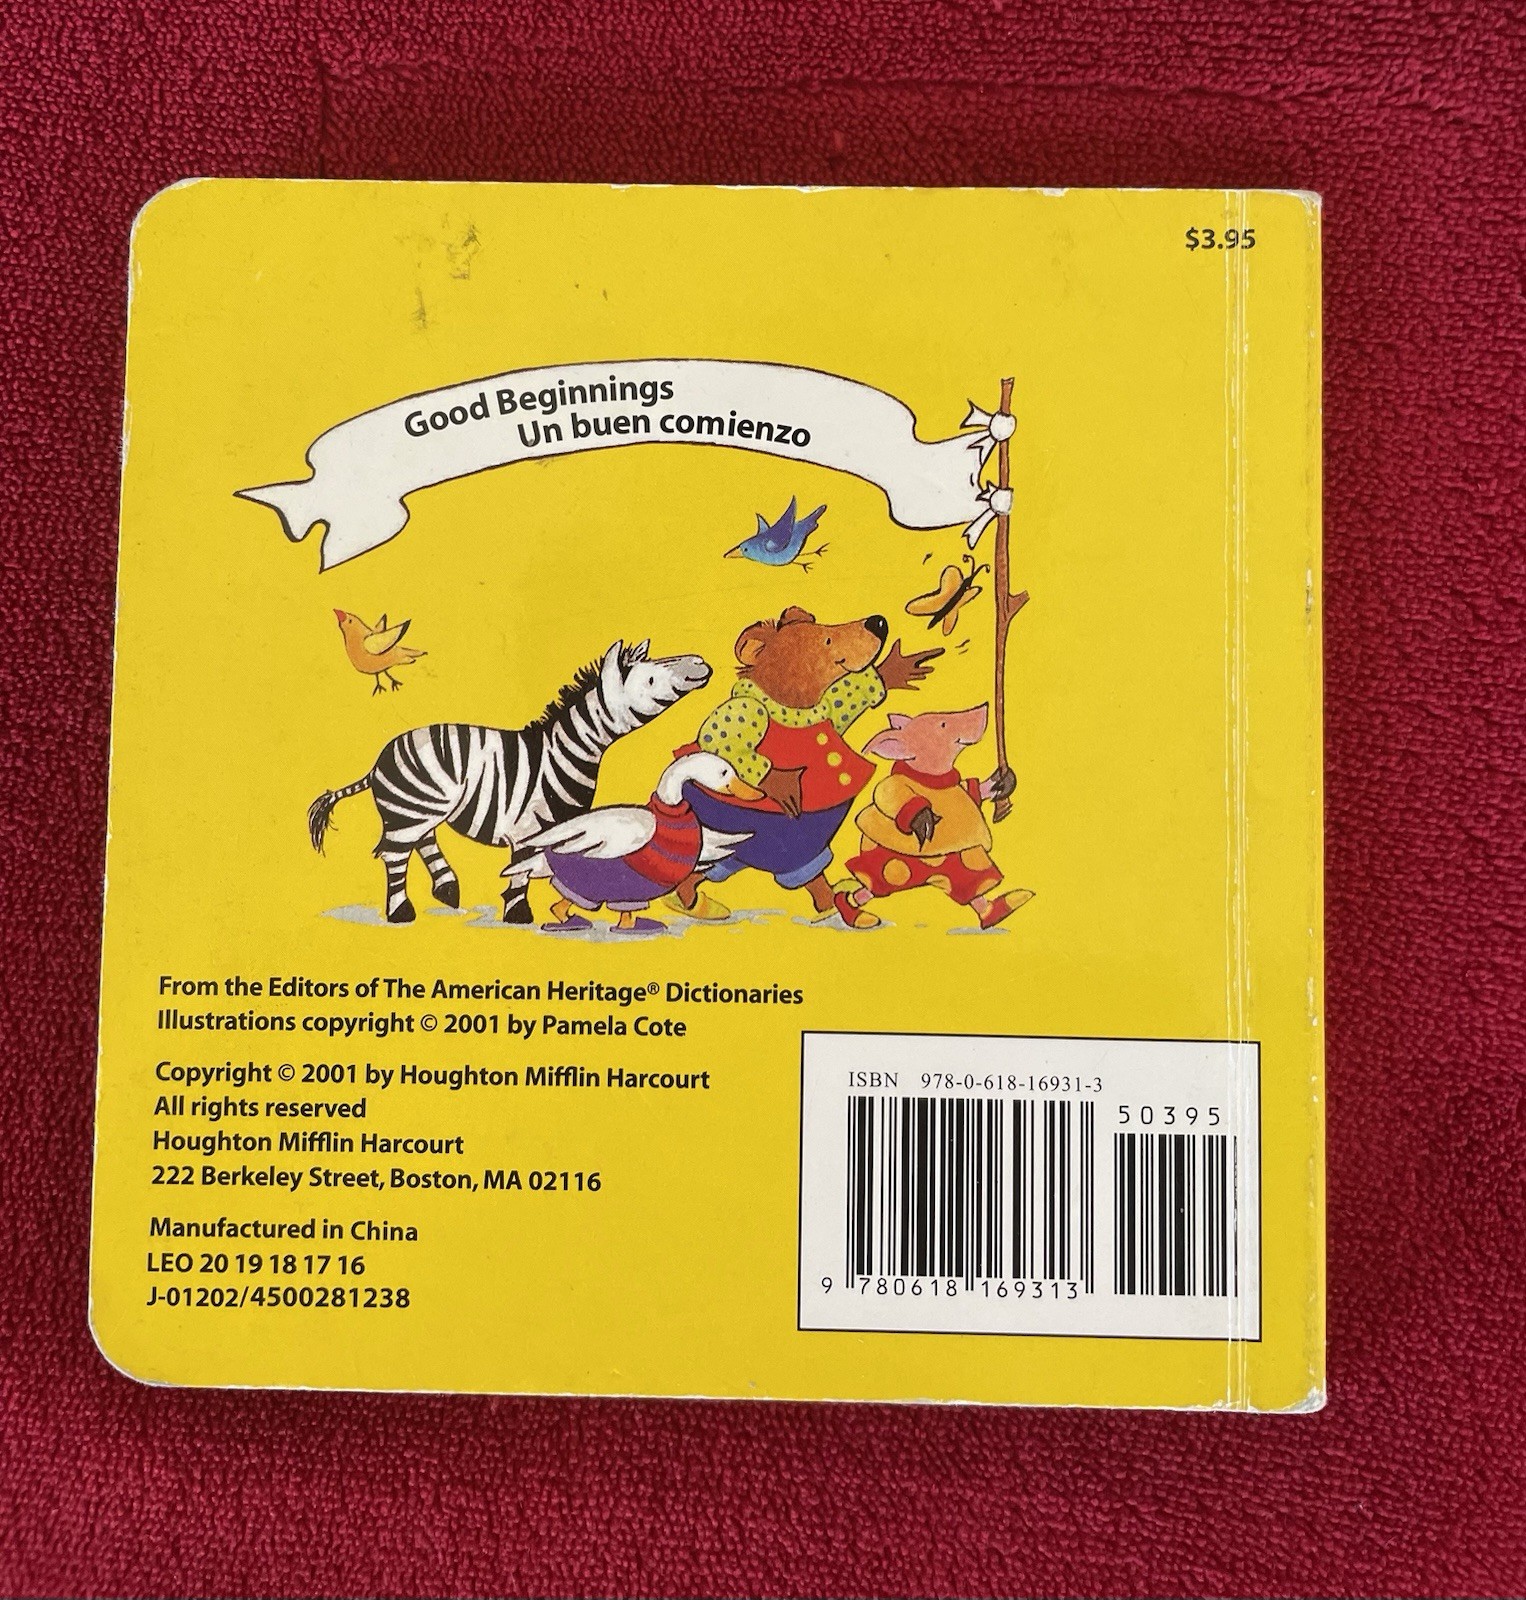 $3.95
Good Beginnings
Un buen comienzo
From the Editors of The American Heritage® Dictionaries
Illustrations copyright © 2001 by Pamela Cote
Copyright © 2001 by Houghton Mifflin Harcourt
All rights reserved
Houghton Mifflin Harcourt
222 Berkeley Street, Boston, MA 02116
Manufactured in China
LEO 20 19 18 17 16
J-01202/4500281238
ISBN 978-0-618-16931-3
50395
9 780618 169313